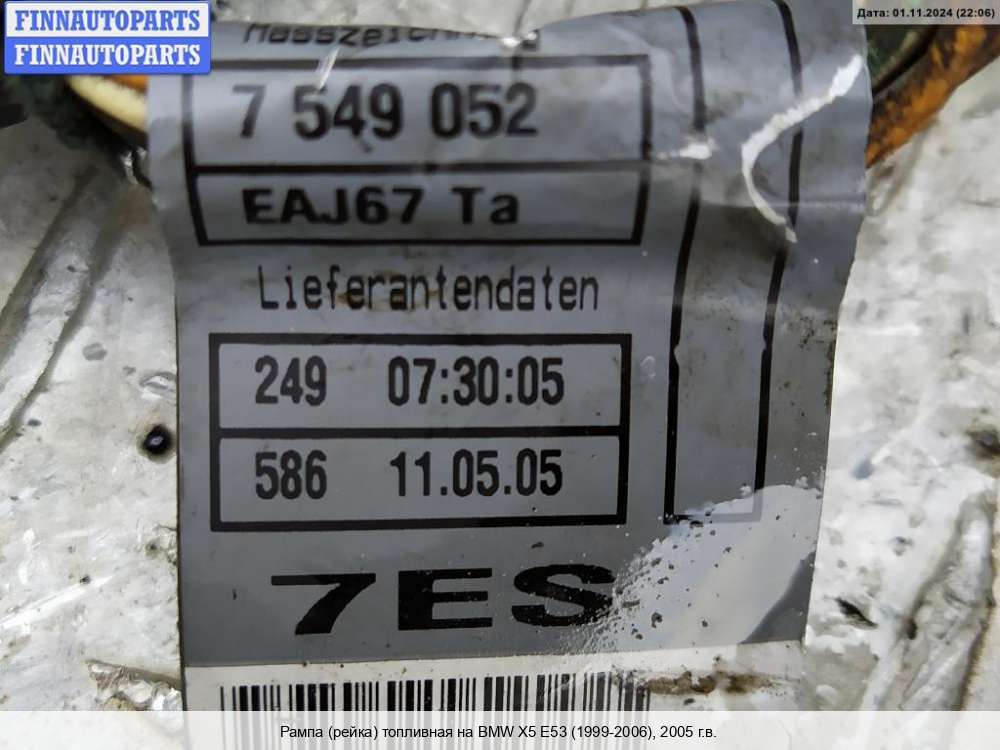 FINNAUTOPARTS
FINNAUTOPARTS
Дата: 01.11.2024 (22:06)
7 549 052
EAJ67 Ta
Lieferantendaten
249 07:30:05
586 11.05.05
7ES
Рампа (рейка) топливная на BMW X5 E53 (1999-2006), 2005 г.в.